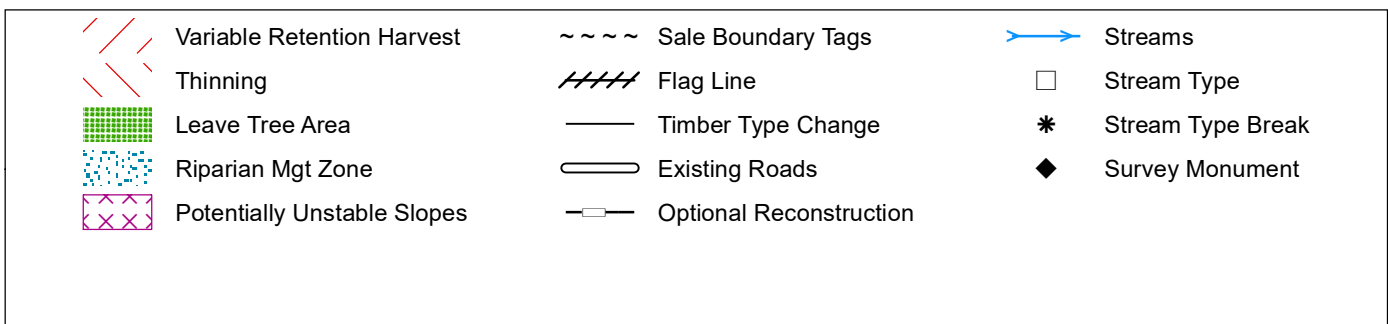 Variable Retention Harvest
Thinning
Leave Tree Area
Riparian Mgt Zone
Potentially Unstable Slopes
Sale Boundary Tags
Flag Line
Timber Type Change
Existing Roads
Optional Reconstruction
Streams
Stream Type
Stream Type Break
Survey Monument